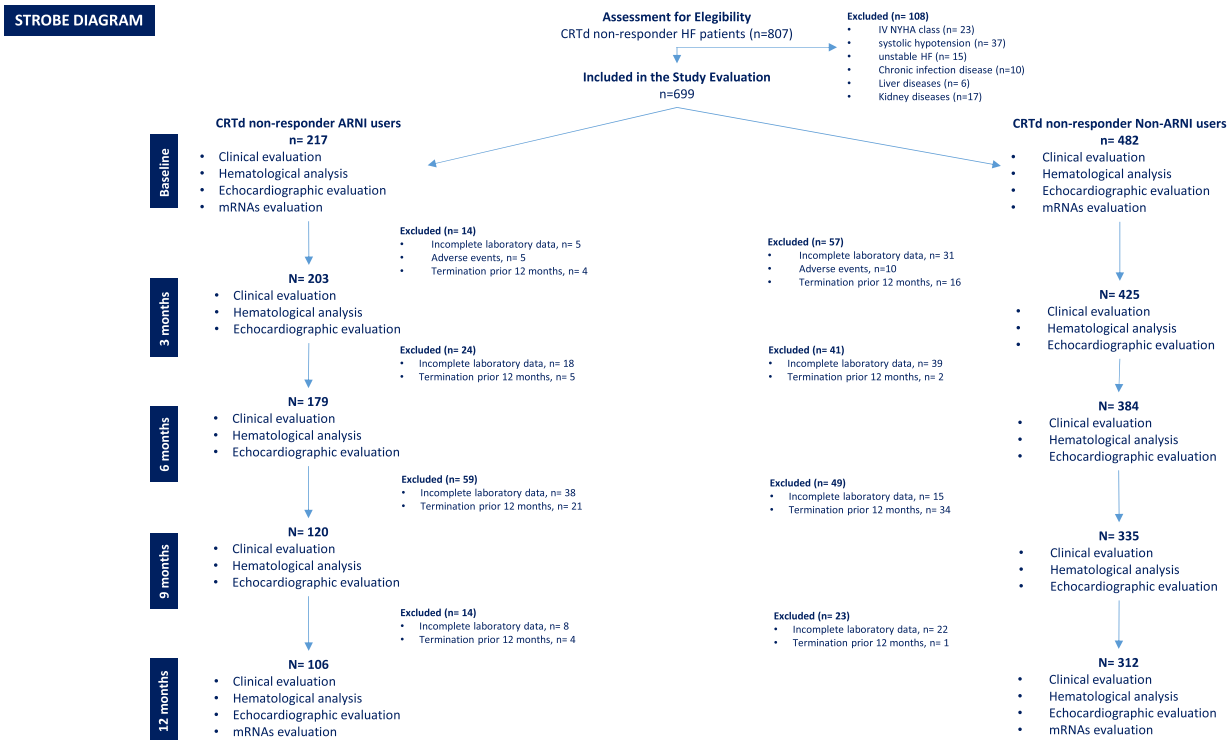 STROBE DIAGRAM
Assessment for Elegibility
CRTd non-responder HF patients (n=807)
Excluded (n= 108)
• IV NYHA class (n= 23)
• systolic hypotension (n= 37)
• unstable HF (n= 15)
• Chronic infection disease (n=10)
• Liver diseases (n= 6)
• Kidney diseases (n=17)
Included in the Study Evaluation
n=699
Baseline
CRTd non-responder ARNI users
n= 217
• Clinical evaluation
• Hematological analysis
• Echocardiographic evaluation
• mRNAs evaluation
CRTd non-responder Non-ARNI users
n= 482
• Clinical evaluation
• Hematological analysis
• Echocardiographic evaluation
• mRNAs evaluation
Excluded (n= 14)
• Incomplete laboratory data, n= 5
• Adverse events, n= 5
• Termination prior 12 months, n= 4
Excluded (n= 57)
• Incomplete laboratory data, n= 31
• Adverse events, n=10
• Termination prior 12 months, n= 16
3 months
N= 203
• Clinical evaluation
• Hematological analysis
• Echocardiographic evaluation
N= 425
• Clinical evaluation
• Hematological analysis
• Echocardiographic evaluation
Excluded (n= 24)
• Incomplete laboratory data, n= 18
• Termination prior 12 months, n= 5
Excluded (n= 41)
• Incomplete laboratory data, n= 39
• Termination prior 12 months, n= 2
6 months
N= 179
• Clinical evaluation
• Hematological analysis
• Echocardiographic evaluation
N= 384
• Clinical evaluation
• Hematological analysis
• Echocardiographic evaluation
Excluded (n= 59)
• Incomplete laboratory data, n= 38
• Termination prior 12 months, n= 21
Excluded (n= 49)
• Incomplete laboratory data, n= 15
• Termination prior 12 months, n= 34
9 months
N= 120
• Clinical evaluation
• Hematological analysis
• Echocardiographic evaluation
N= 335
• Clinical evaluation
• Hematological analysis
• Echocardiographic evaluation
Excluded (n= 14)
• Incomplete laboratory data, n= 8
• Termination prior 12 months, n= 4
Excluded (n= 23)
• Incomplete laboratory data, n= 22
• Termination prior 12 months, n= 1
12 months
N= 106
• Clinical evaluation
• Hematological analysis
• Echocardiographic evaluation
• mRNAs evaluation
N= 312
• Clinical evaluation
• Hematological analysis
• Echocardiographic evaluation
• mRNAs evaluation